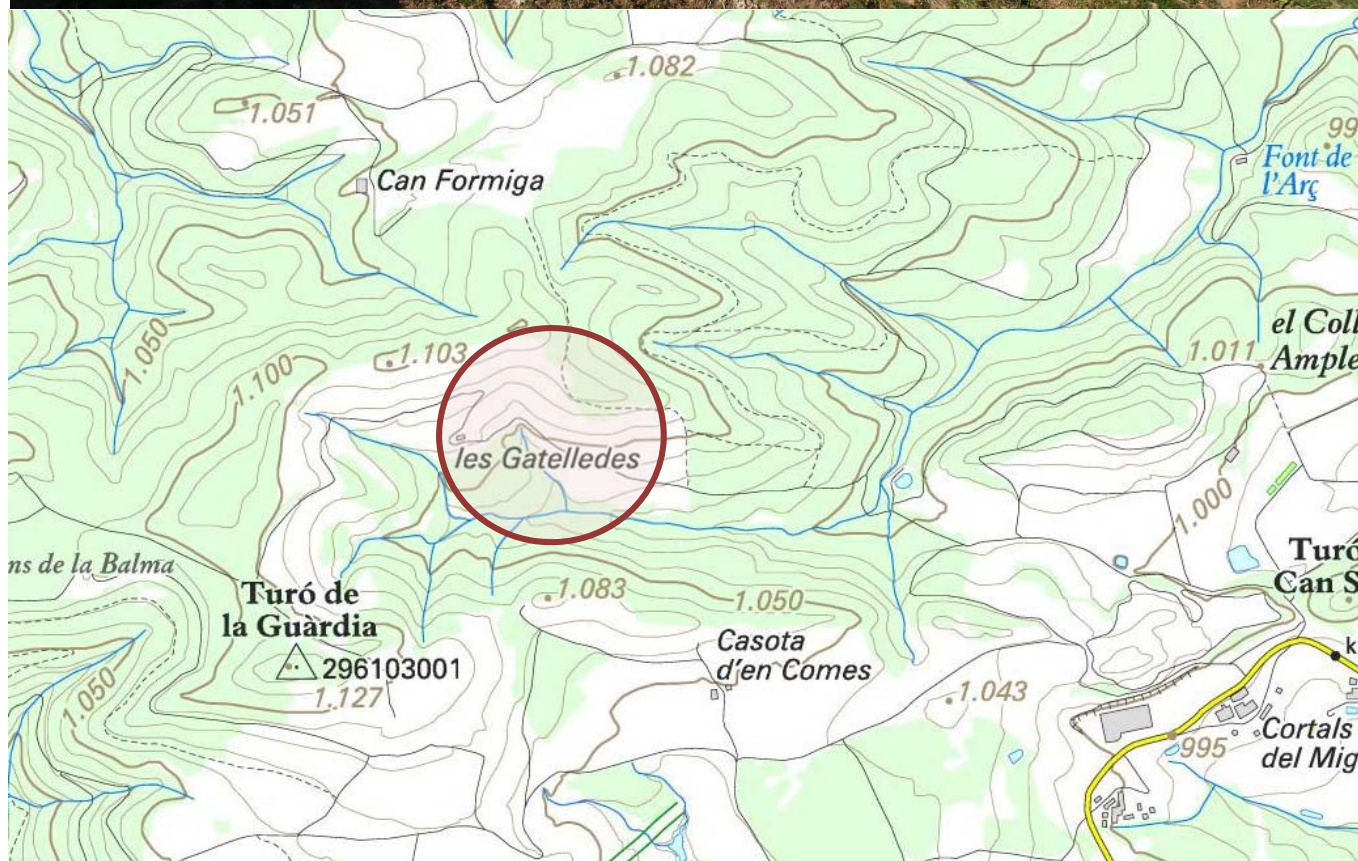 1.082
1.051
99
Font de
l'Arç
Can Formiga
el Coll
Ample
1.011
1.103
1.050
1.100
les Gatelledes
1.000
Turó
Can S
ns de la Balma
1.083
1.050
Turó de
la Guàrdia
296103001
1.127
Casota
d'en Comes
k
1.050
1.043
Cortals
del Mig
995